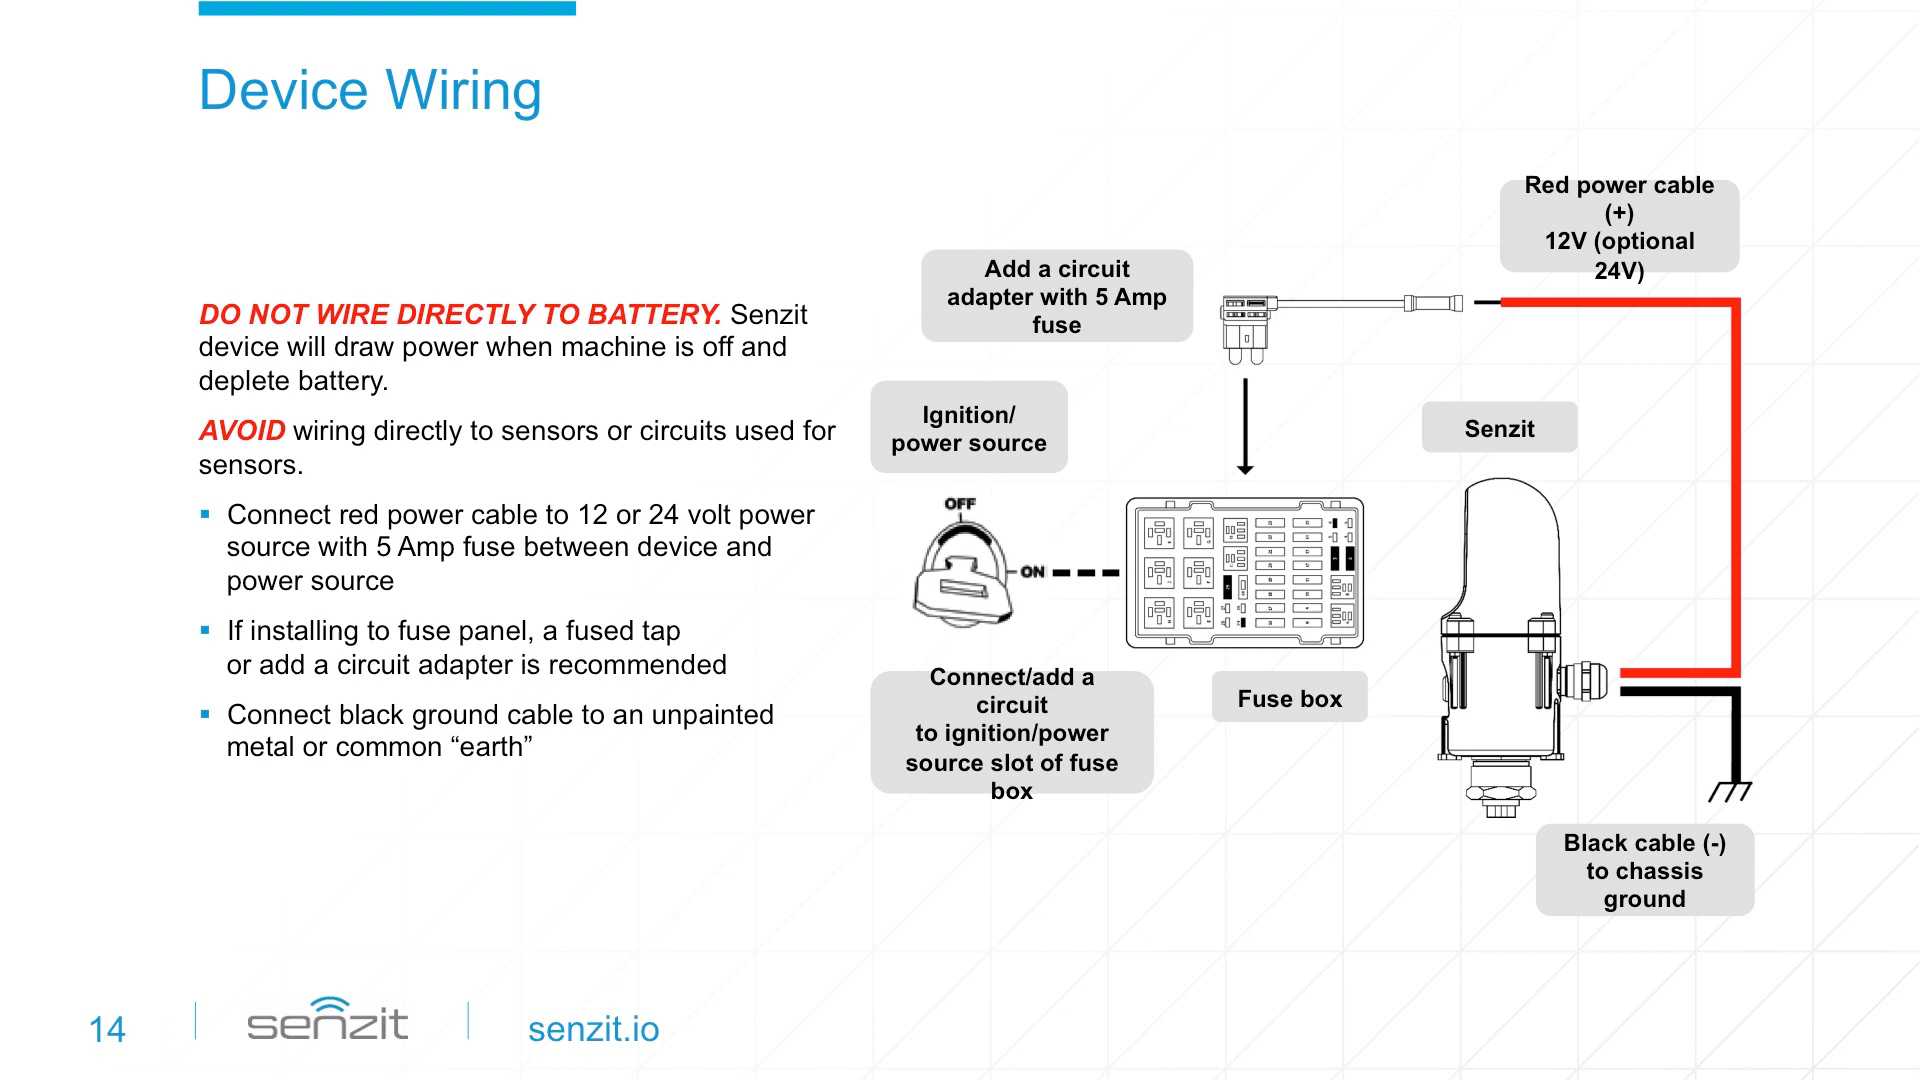 Device Wiring
DO NOT WIRE DIRECTLY TO BATTERY. Senzit
device will draw power when machine is off and
deplete battery.
AVOID wiring directly to sensors or circuits used for
sensors.
▪ Connect red power cable to 12 or 24 volt power
source with 5 Amp fuse between device and
power source
▪ If installing to fuse panel, a fused tap
or add a circuit adapter is recommended
▪ Connect black ground cable to an unpainted
metal or common “earth”
Red power cable
(+)
12V (optional
24V)
Add a circuit
adapter with 5 Amp
fuse
Ignition/
power source
Senzit
OFF
ON
Connect/add a
circuit
to ignition/power
source slot of fuse
box
Fuse box
Black cable (-)
to chassis
ground
14
senzit
senzit.io